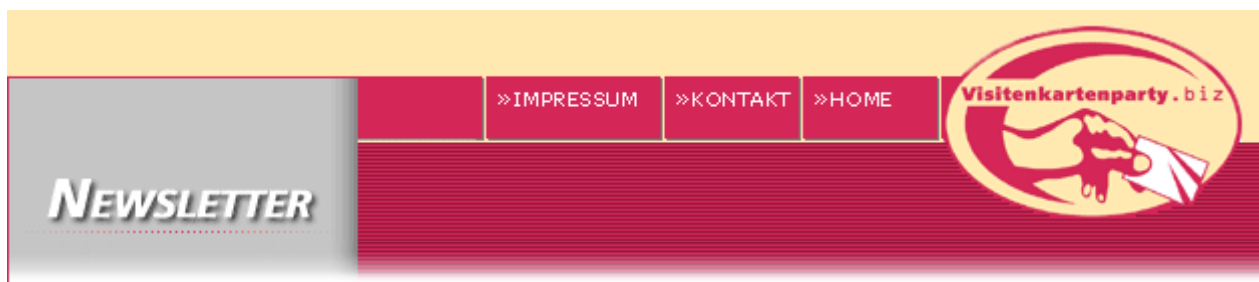 »IMPRESSUM
»KONTAKT
»HOME
Visitenkartenparty.biz
NEWSLETTER